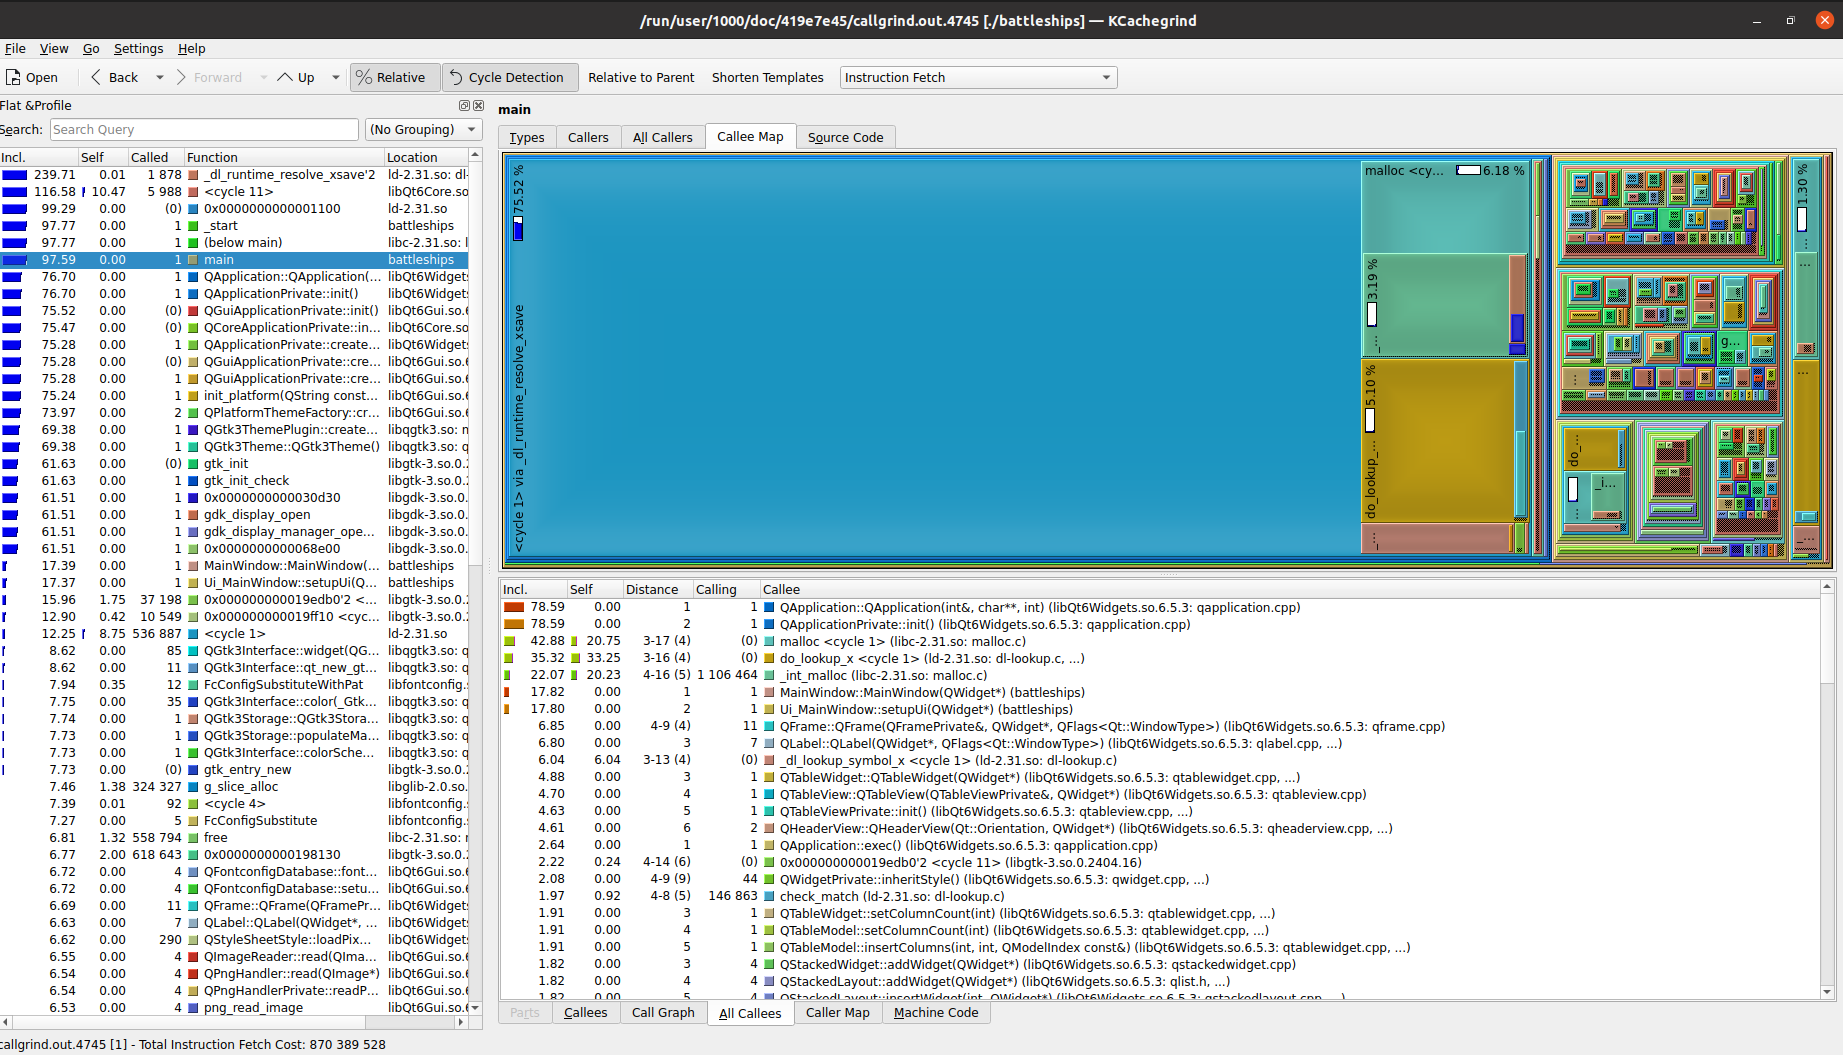 /run/user/1000/doc/419e7e45/callgrind.out.4745 [./battleships] — KCachegrind
File View Go Settings Help
Open Back Forward Up Relative Cycle Detection Relative to Parent Shorten Templates Instruction Fetch
Flat &Profile
Search: Search Query (No Grouping)
Incl. Self Called Function Location
239.71 0.01 1 878 _dl_runtime_resolve_xsave'2 ld-2.31.so: dl-
116.58 10.47 5 988 <cycle 11> libQt6Core.so
99.29 0.00 (0) 0x0000000000001100 ld-2.31.so
97.77 0.00 1 _start battleships
97.77 0.00 1 (below main) libc-2.31.so: l
97.59 0.00 1 main battleships
76.70 0.00 1 QApplication::QApplication(... libQt6Widget:
76.70 0.00 1 QApplicationPrivate::init() libQt6Widget:
75.52 0.00 (0) QGuiApplicationPrivate::init() libQt6Gui.so.6
75.47 0.00 (0) QCoreApplicationPrivate::in... libQt6Core.so
75.28 0.00 1 QApplicationPrivate::create... libQt6Widget:
75.28 0.00 (0) QGuiApplicationPrivate::cre... libQt6Gui.so.6
75.28 0.00 1 QGuiApplicationPrivate::cre... libQt6Gui.so.6
75.24 0.00 1 init_platform(QString const... libQt6Gui.so.6
73.97 0.00 2 QPlatformThemeFactory::cr... libQt6Gui.so.6
69.38 0.00 1 QGtk3ThemePlugin::create... libqgtk3.so: m
69.38 0.00 1 QGtk3Theme::QGtk3Theme() libqgtk3.so: q
61.63 0.00 (0) gtk_init libgtk-3.so.0.
61.63 0.00 1 gtk_init_check libgtk-3.so.0.
61.51 0.00 1 0x0000000000030d30 libgdk-3.so.0.
61.51 0.00 1 gdk_display_open libgdk-3.so.0.
61.51 0.00 1 gdk_display_manager_ope... libgdk-3.so.0.
61.51 0.00 1 0x0000000000068e00 libgdk-3.so.0.
17.39 0.00 1 MainWindow::MainWindow(... battleships
17.37 0.00 1 Ui_MainWindow::setupUi(Q... battleships
15.96 1.75 37 198 0x000000000019edb0'2 <... libgtk-3.so.0.
12.90 0.42 10 549 0x000000000019ff10 <cyc... libgtk-3.so.0.
12.25 8.75 536 887 <cycle 1> ld-2.31.so
8.62 0.00 85 QGtk3Interface::widget(QG... libqgtk3.so: q
8.62 0.00 11 QGtk3Interface::qt_new_gt... libqgtk3.so: q
7.94 0.35 12 FcConfigSubstituteWithPat libfontconfig.
7.75 0.00 35 QGtk3Interface::color(_Gtk... libqgtk3.so: q
7.74 0.00 1 QGtk3Storage::QGtk3Stora... libqgtk3.so: q
7.73 0.00 1 QGtk3Storage::populateMa... libqgtk3.so: q
7.73 0.00 1 QGtk3Interface::colorSche... libqgtk3.so: q
7.73 0.00 (0) gtk_entry_new libgtk-3.so.0.
7.46 1.38 324 327 g_slice_alloc libglib-2.0.so.
7.39 0.01 92 <cycle 4> libfontconfig.
7.27 0.00 5 FcConfigSubstitute libfontconfig.
6.81 1.32 558 794 free libc-2.31.so: r
6.77 2.00 618 643 0x0000000000198130 libgtk-3.so.0.
6.72 0.00 4 QFontconfigDatabase::font... libQt6Gui.so.6
6.72 0.00 4 QFontconfigDatabase::setu... libQt6Gui.so.6
6.69 0.00 11 QFrame::QFrame(QFramePr... libQt6Widget:
6.63 0.00 7 QLabel::QLabel(QWidget*, ... libQt6Widget:
6.62 0.00 290 QStyleSheetStyle::loadPix... libQt6Widget:
6.55 0.00 4 QImageReader::read(QIma... libQt6Gui.so.6
6.54 0.00 4 QPngHandler::read(QImage*) libQt6Gui.so.6
6.54 0.00 4 QPngHandlerPrivate::readP... libQt6Gui.so.6
6.53 0.00 4 png_read_image libQt6Gui.so.6
main
Types Callers All Callers Callee Map Source Code
<cycle 1> via _dl_runtime_resolve_xsave 75.52 %
malloc <cy... 6.18 %
_... 3.19 %
do_lookup_... 5.10 %
...
g...
do_...
_i...
1.30 %
_...
Incl. Self Distance Calling Callee
78.59 0.00 1 1 QApplication::QApplication(int&, char**, int) (libQt6Widgets.so.6.5.3: qapplication.cpp)
78.59 0.00 2 1 QApplicationPrivate::init() (libQt6Widgets.so.6.5.3: qapplication.cpp)
42.88 20.75 3-17 (4) (0) malloc <cycle 1> (libc-2.31.so: malloc.c)
35.32 33.25 3-16 (4) (0) do_lookup_x <cycle 1> (ld-2.31.so: dl-lookup.c, ...)
22.07 20.23 4-16 (5) 1 106 464 _int_malloc (libc-2.31.so: malloc.c)
17.82 0.00 1 1 MainWindow::MainWindow(QWidget*) (battleships)
17.80 0.00 2 1 Ui_MainWindow::setupUi(QWidget*) (battleships)
6.85 0.00 4-9 (4) 11 QFrame::QFrame(QFramePrivate&, QWidget*, QFlags<Qt::WindowType>) (libQt6Widgets.so.6.5.3: qframe.cpp)
6.80 0.00 3 7 QLabel::QLabel(QWidget*, QFlags<Qt::WindowType>) (libQt6Widgets.so.6.5.3: qlabel.cpp, ...)
6.04 6.04 3-13 (4) (0) _dl_lookup_symbol_x <cycle 1> (ld-2.31.so: dl-lookup.c)
4.88 0.00 3 1 QTableWidget::QTableWidget(QWidget*) (libQt6Widgets.so.6.5.3: qtablewidget.cpp, ...)
4.70 0.00 4 1 QTableView::QTableView(QTableViewPrivate&, QWidget*) (libQt6Widgets.so.6.5.3: qtableview.cpp)
4.63 0.00 5 1 QTableViewPrivate::init() (libQt6Widgets.so.6.5.3: qtableview.cpp, ...)
4.61 0.00 6 2 QHeaderView::QHeaderView(Qt::Orientation, QWidget*) (libQt6Widgets.so.6.5.3: qheaderview.cpp, ...)
2.64 0.00 1 1 QApplication::exec() (libQt6Widgets.so.6.5.3: qapplication.cpp)
2.22 0.24 4-14 (6) (0) 0x000000000019edb0'2 <cycle 11> (libgtk-3.so.0.2404.16)
2.08 0.00 4-9 (9) 44 QWidgetPrivate::inheritStyle() (libQt6Widgets.so.6.5.3: qwidget.cpp, ...)
1.97 0.92 4-8 (5) 146 863 check_match (ld-2.31.so: dl-lookup.c)
1.91 0.00 3 1 QTableWidget::setColumnCount(int) (libQt6Widgets.so.6.5.3: qtablewidget.cpp, ...)
1.91 0.00 4 1 QTableModel::setColumnCount(int) (libQt6Widgets.so.6.5.3: qtablewidget.cpp, ...)
1.91 0.00 5 1 QTableModel::insertColumns(int, int, QModelIndex const&) (libQt6Widgets.so.6.5.3: qtablewidget.cpp, ...)
1.82 0.00 3 4 QStackedWidget::addWidget(QWidget*) (libQt6Widgets.so.6.5.3: qstackedwidget.cpp)
1.82 0.00 4 4 QStackedLayout::addWidget(QWidget*) (libQt6Widgets.so.6.5.3: qlist.h, ...)
1.82 0.00 5 4 QStackedLayout::insertWidget(int, QWidget*) (libQt6Widgets.so.6.5.3: qstackedlayout.cpp, ...)
Parts Callees Call Graph All Callees Caller Map Machine Code
callgrind.out.4745 [1] - Total Instruction Fetch Cost: 870 389 528